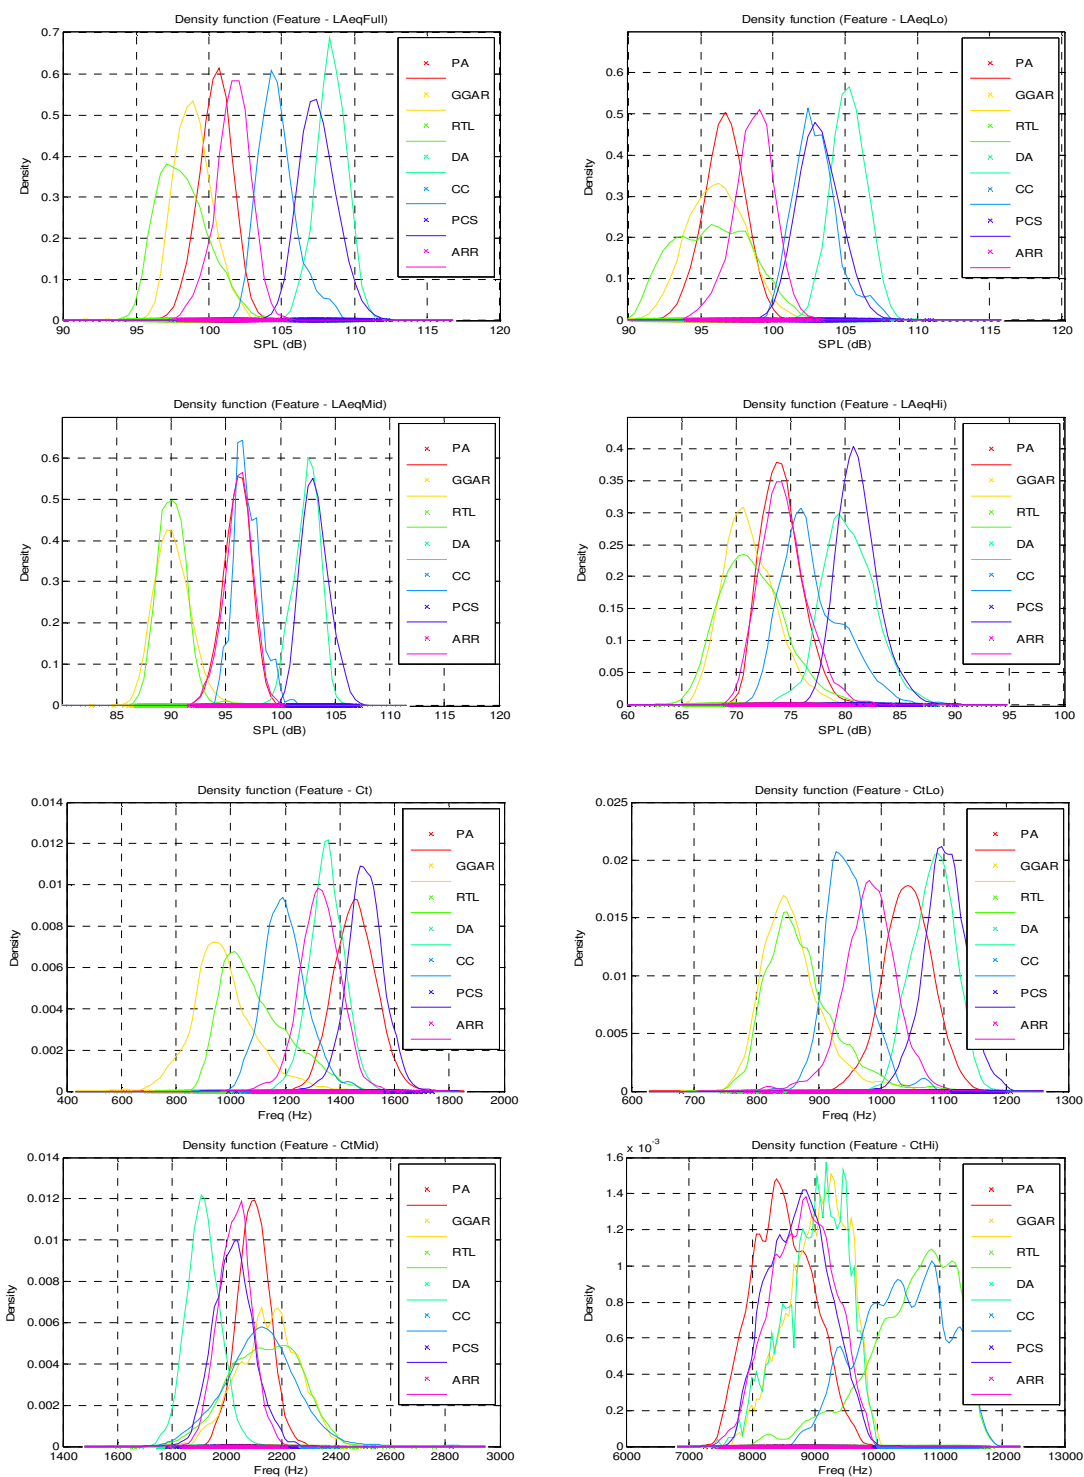 Density function (Feature - LAeqFull)
0.7
0.6
0.5
0.4
0.3
0.2
0.1
0
Density
90 95 100 105 110 115 120
SPL (dB)
PA
GGAR
RTL
DA
CC
PCS
ARR
Density function (Feature - LAeqLo)
0.6
0.5
0.4
0.3
0.2
0.1
0
Density
90 95 100 105 110 115 120
SPL (dB)
PA
GGAR
RTL
DA
CC
PCS
ARR
Density function (Feature - LAeqMid)
0.6
0.5
0.4
0.3
0.2
0.1
0
Density
85 90 95 100 105 110 115 120
SPL (dB)
PA
GGAR
RTL
DA
CC
PCS
ARR
Density function (Feature - LAeqHi)
0.4
0.35
0.3
0.25
0.2
0.15
0.1
0.05
0
Density
60 65 70 75 80 85 90 95 100
SPL (dB)
PA
GGAR
RTL
DA
CC
PCS
ARR
Density function (Feature - Ct)
0.014
0.012
0.01
0.008
0.006
0.004
0.002
0
Density
400 600 800 1000 1200 1400 1600 1800 2000
Freq (Hz)
PA
GGAR
RTL
DA
CC
PCS
ARR
Density function (Feature - CtLo)
0.025
0.02
0.015
0.01
0.005
0
Density
600 700 800 900 1000 1100 1200 1300
Freq (Hz)
PA
GGAR
RTL
DA
CC
PCS
ARR
Density function (Feature - CtMid)
0.014
0.012
0.01
0.008
0.006
0.004
0.002
0
Density
1400 1600 1800 2000 2200 2400 2600 2800 3000
Freq (Hz)
PA
GGAR
RTL
DA
CC
PCS
ARR
Density function (Feature - CtHi)
x 10-3
1.6
1.4
1.2
1
0.8
0.6
0.4
0.2
0
Density
6000 7000 8000 9000 10000 11000 12000 13000
Freq (Hz)
PA
GGAR
RTL
DA
CC
PCS
ARR